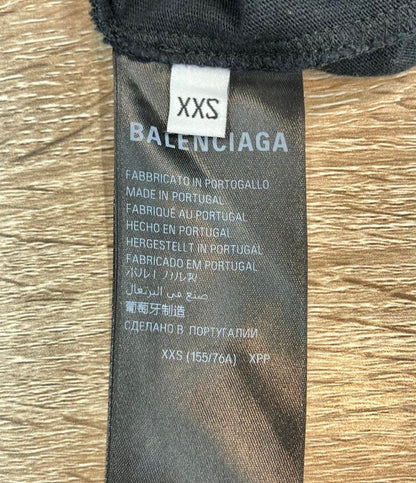 XXS
BALENCIAGA
FABBRICATO IN PORTOGALLO
MADE IN PORTUGAL
FABRIQUÉ AU PORTUGAL
HECHO EN PORTUGAL
HERGESTELLT IN PORTUGAL
FABRICADO EM PORTUGAL
ポルトガル製
صنع في البرتغال
葡萄牙制造
СДЕЛАНО В ПОРТУГАЛИИ
XXS (155/76A) XPP